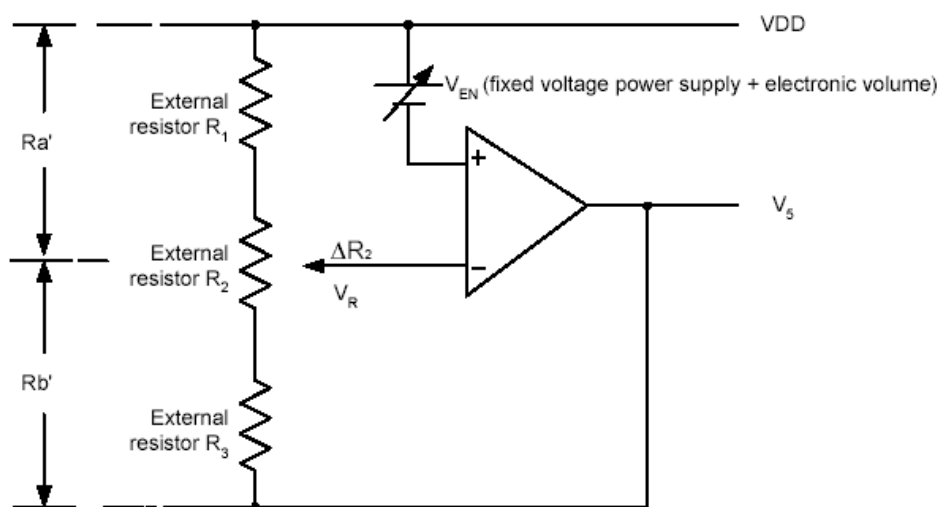 VDD
V_EN (fixed voltage power supply + electronic volume)
External
resistor R₁
Ra'
+
External
resistor R₂
ΔR₂
−
V_R
V₅
Rb'
External
resistor R₃